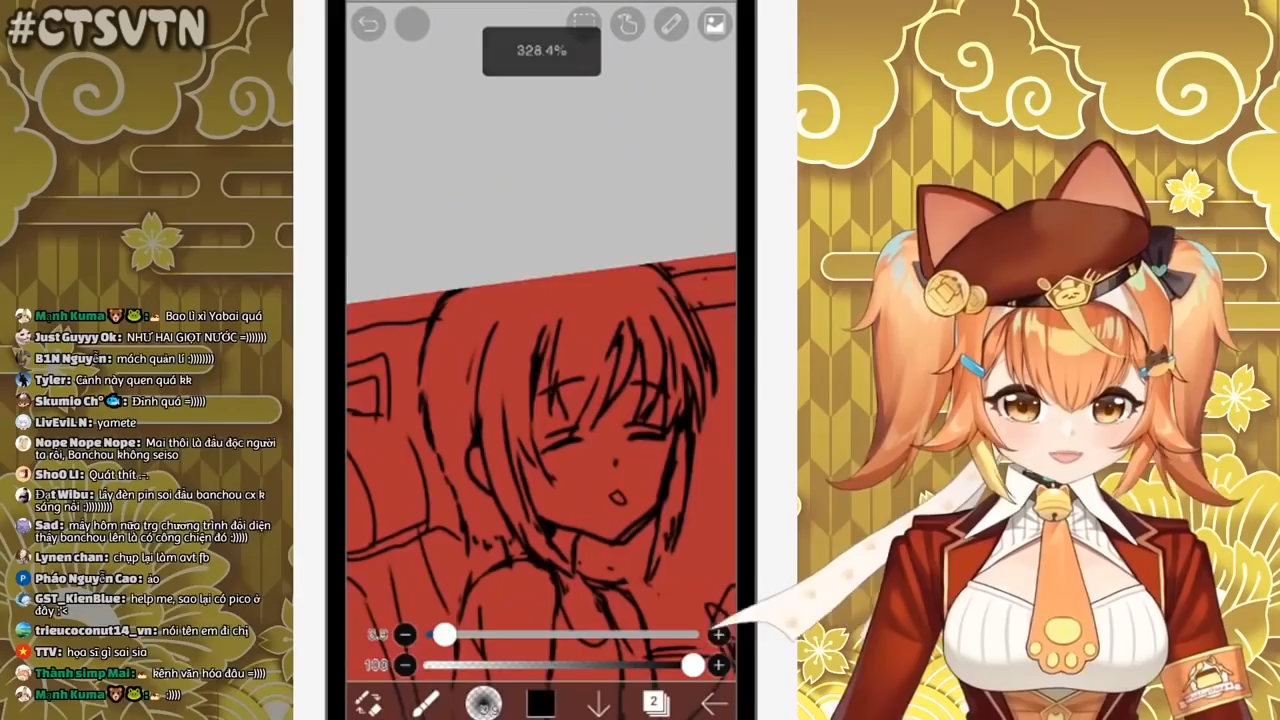 #CTSVTN
328.4%
Mạnh Kuma: Bao lì xì Yabai quá
Just Guyyy Ok: NHƯ HAI GIỌT NƯỚC =))))))
B1N Nguyễn: mách quản lí :))))))))
Tyler: Cảnh này quen quá kk
Skumio Chº: Đỉnh quá =)))))
LivEviL N: yamete
Nope Nope Nope: Mai thôi là đầu độc người
ta rồi, Banchou không seiso
ShoO LI: Quát thít .-.
Đạt Wibu: lấy đèn pin soi đầu banchou cx k
sáng nổi :)))))))))
Sad: mấy hôm nữa trg chương trình đối diện
thấy banchou lên là có công chiện đó :)))))
Lynen chan: chụp lại làm avt fb
Pháo Nguyễn Cao: ảo
GST_KienBlue: help me, sao lại có pico ở
đây :<
trieucoconut14_vn: nói tên em đi chị
TTV: họa sĩ gì sai sia
Thành simp Mai: kênh văn hóa đấu =))))
Mạnh Kuma: :))))
100
2